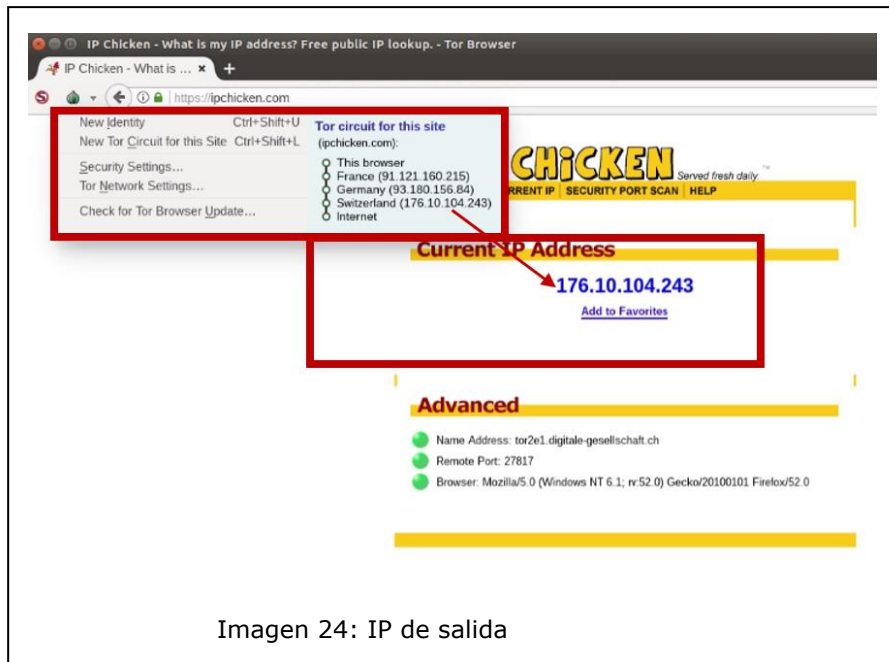 IP Chicken - What is my IP address? Free public IP lookup. - Tor Browser
IP Chicken - What is ...
https://ipchicken.com
New Identity Ctrl+Shift+U
New Tor Circuit for this Site Ctrl+Shift+L
Security Settings...
Tor Network Settings...
Check for Tor Browser Update...
Tor circuit for this site
(ipchicken.com):
This browser
France (91.121.160.215)
Germany (93.180.156.84)
Switzerland (176.10.104.243)
Internet
CHiCKEN Served fresh daily. ™
IP SECURITY PORT SCAN HELP
Current IP Address
176.10.104.243
Add to Favorites
Advanced
Name Address: tor2e1.digitale-gesellschaft.ch
Remote Port: 27817
Browser: Mozilla/5.0 (Windows NT 6.1; rv:52.0) Gecko/20100101 Firefox/52.0
Imagen 24: IP de salida